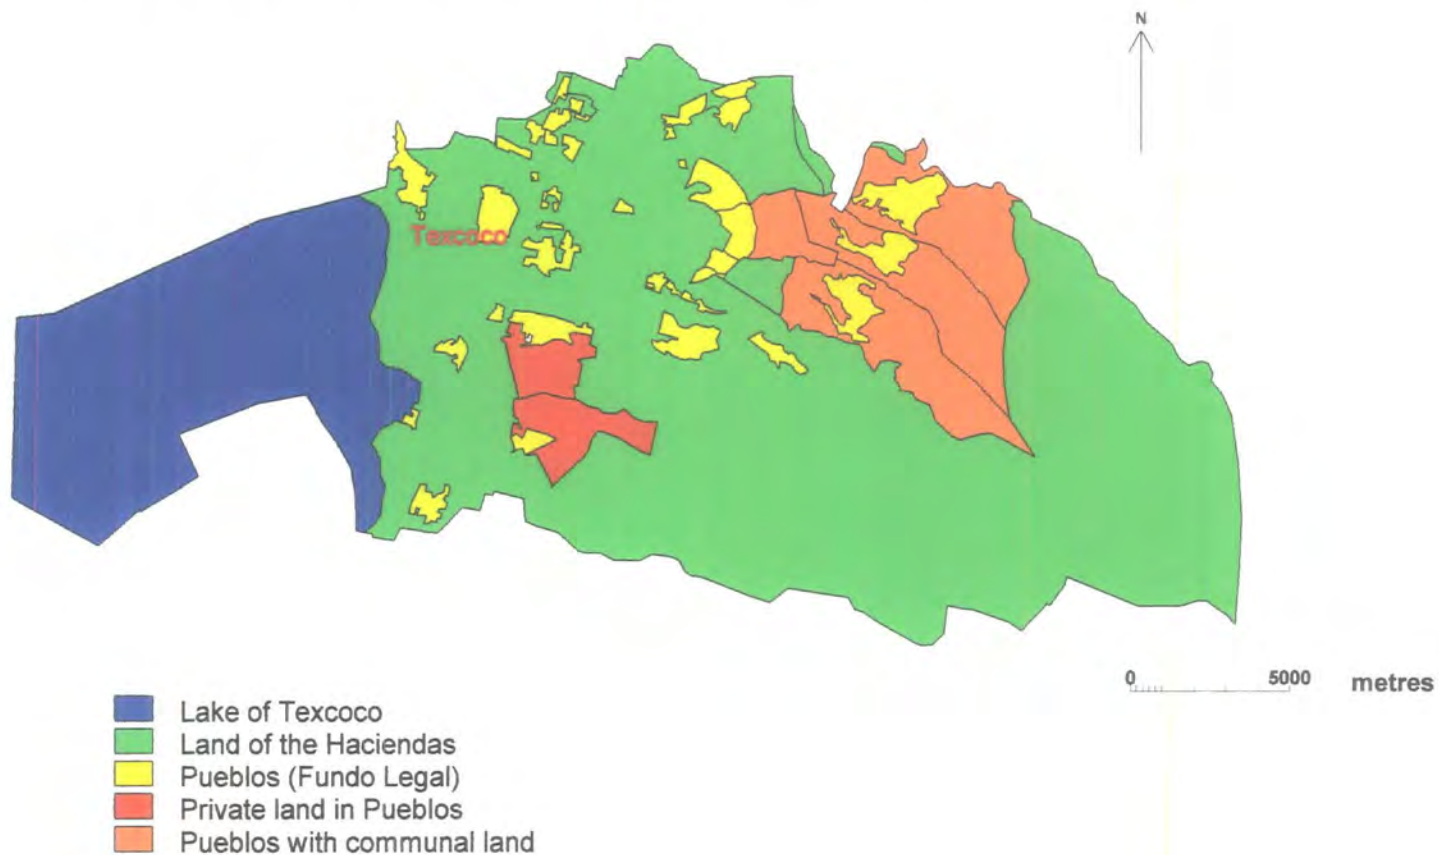 N
Texcoco
0 5000 metres
Lake of Texcoco
Land of the Haciendas
Pueblos (Fundo Legal)
Private land in Pueblos
Pueblos with communal land